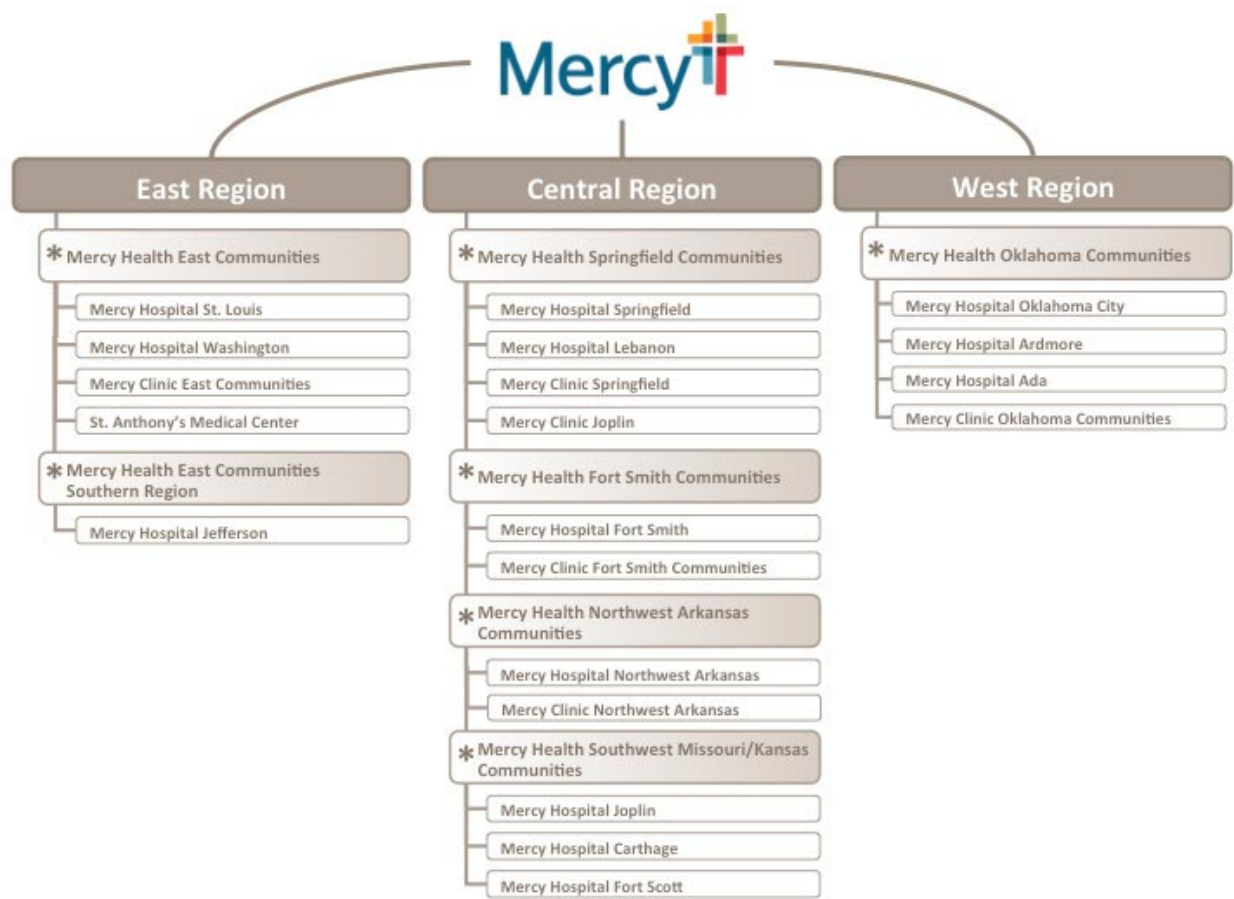 Mercy
East Region
* Mercy Health East Communities
Mercy Hospital St. Louis
Mercy Hospital Washington
Mercy Clinic East Communities
St. Anthony's Medical Center
* Mercy Health East Communities
Southern Region
Mercy Hospital Jefferson
Central Region
* Mercy Health Springfield Communities
Mercy Hospital Springfield
Mercy Hospital Lebanon
Mercy Clinic Springfield
Mercy Clinic Joplin
* Mercy Health Fort Smith Communities
Mercy Hospital Fort Smith
Mercy Clinic Fort Smith Communities
* Mercy Health Northwest Arkansas
Communities
Mercy Hospital Northwest Arkansas
Mercy Clinic Northwest Arkansas
* Mercy Health Southwest Missouri/Kansas
Communities
Mercy Hospital Joplin
Mercy Hospital Carthage
Mercy Hospital Fort Scott
West Region
* Mercy Health Oklahoma Communities
Mercy Hospital Oklahoma City
Mercy Hospital Ardmore
Mercy Hospital Ada
Mercy Clinic Oklahoma Communities